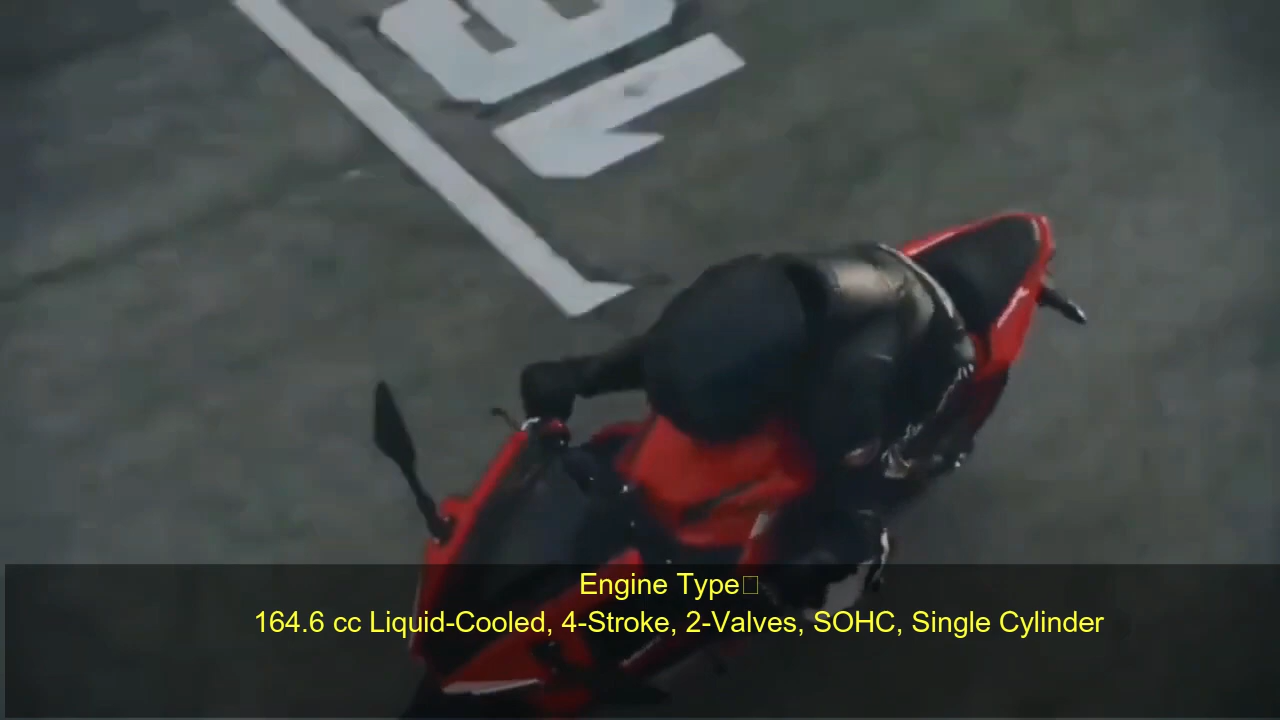 Engine Type
164.6 cc Liquid-Cooled, 4-Stroke, 2-Valves, SOHC, Single Cylinder